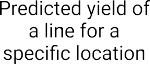 Predicted yield of
a line for a
specific location